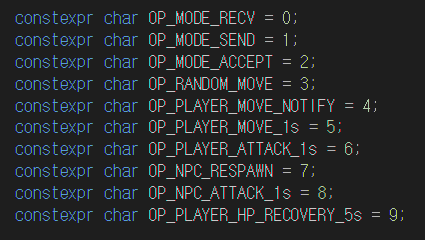 constexpr char OP_MODE_RECV = 0;
constexpr char OP_MODE_SEND = 1;
constexpr char OP_MODE_ACCEPT = 2;
constexpr char OP_RANDOM_MOVE = 3;
constexpr char OP_PLAYER_MOVE_NOTIFY = 4;
constexpr char OP_PLAYER_MOVE_1s = 5;
constexpr char OP_PLAYER_ATTACK_1s = 6;
constexpr char OP_NPC_RESPAWN = 7;
constexpr char OP_NPC_ATTACK_1s = 8;
constexpr char OP_PLAYER_HP_RECOVERY_5s = 9;